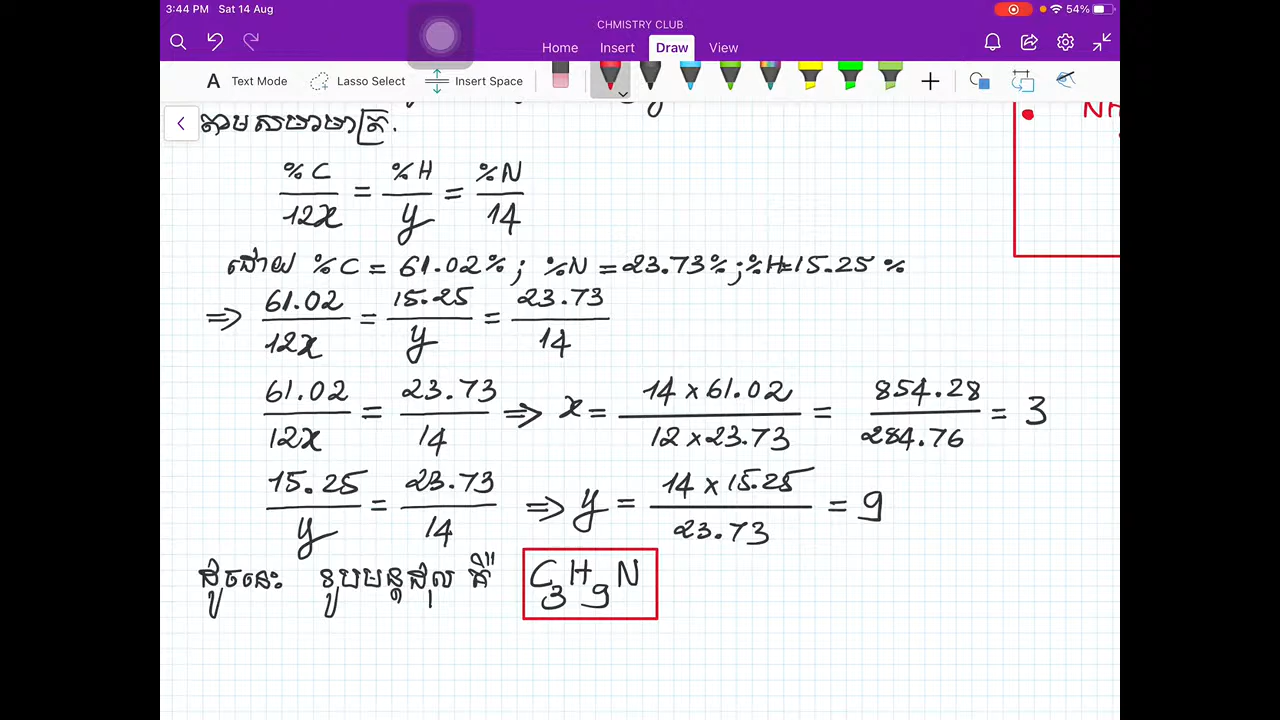 3:44 PM Sat 14 Aug 54%
CHMISTRY CLUB
Home Insert Draw View
Text Mode Lasso Select Insert Space
តាមសមាមាត្រ. NH
%C/12x = %H/y = %N/14
ដោយ %C = 61.02% ; %N = 23.73% ; %H = 15.25 %
⇒ 61.02/12x = 15.25/y = 23.73/14
61.02/12x = 23.73/14 ⇒ x = 14 × 61.02/12 × 23.73 = 854.28/284.76 = 3
15.25/y = 23.73/14 ⇒ y = 14 × 15.25/23.73 = 9
ដូចនេះ រូបមន្តដុល គឺ C₃H₉N